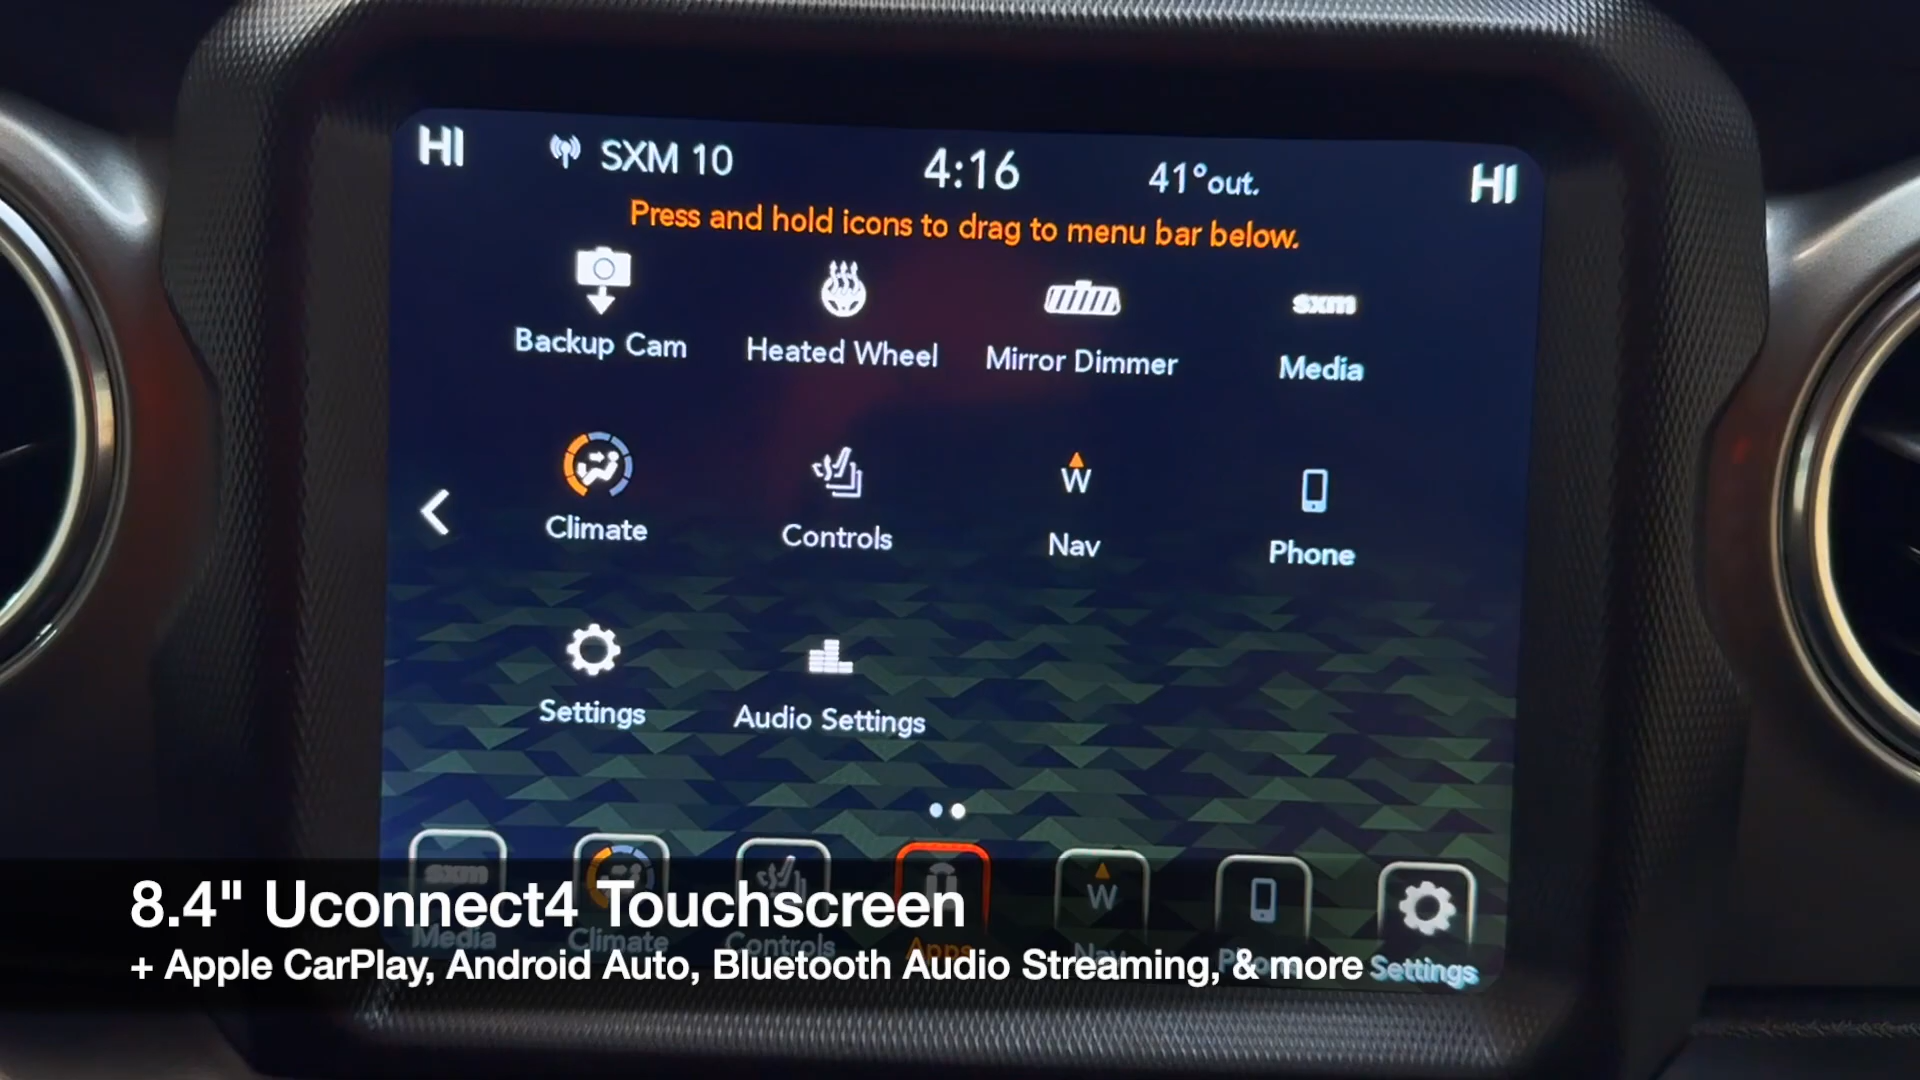 HI SXM 10 4:16 41°out. HI
Press and hold icons to drag to menu bar below.
sxm
Backup Cam Heated Wheel Mirror Dimmer Media
W
Climate Controls Nav Phone
Settings Audio Settings
sxm W
8.4" Uconnect4 Touchscreen
Media Climate Controls Apps Nav Phone Settings
+ Apple CarPlay, Android Auto, Bluetooth Audio Streaming, & more